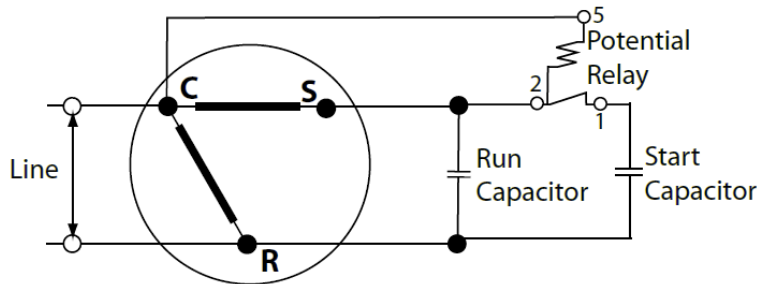 5
Potential
Relay
C
S
2
1
Line
Run
Capacitor
Start
Capacitor
R